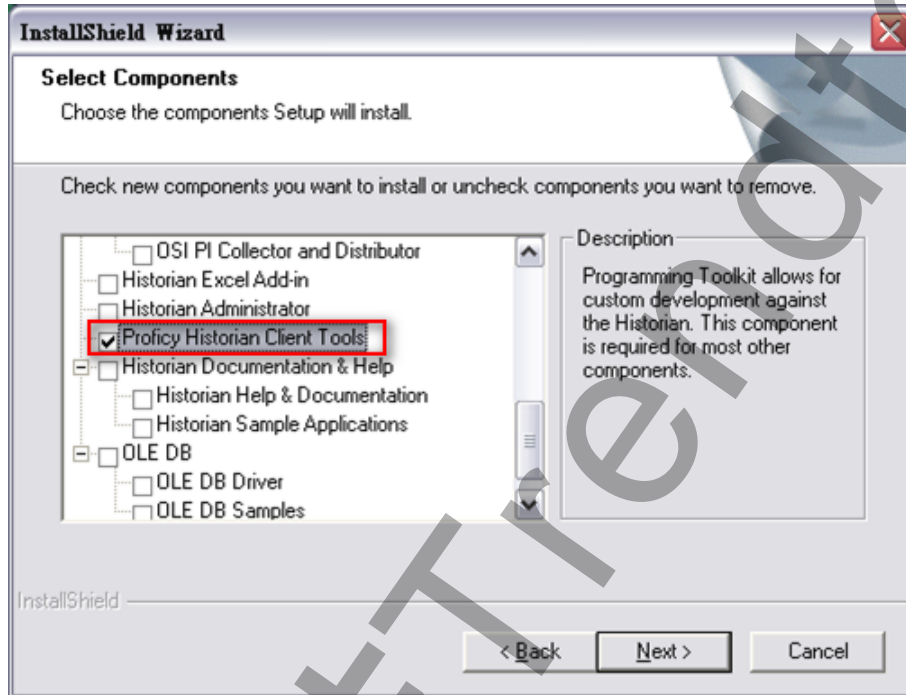 InstallShield Wizard
Select Components
Choose the components Setup will install.
Check new components you want to install or uncheck components you want to remove.
OSI PI Collector and Distributor
Historian Excel Add-in
Historian Administrator
Proficy Historian Client Tools
Historian Documentation & Help
Historian Help & Documentation
Historian Sample Applications
OLE DB
OLE DB Driver
OLE DB Samples
Description
Programming Toolkit allows for
custom development against
the Historian. This component
is required for most other
components.
InstallShield
< Back
Next >
Cancel
t-Trendt